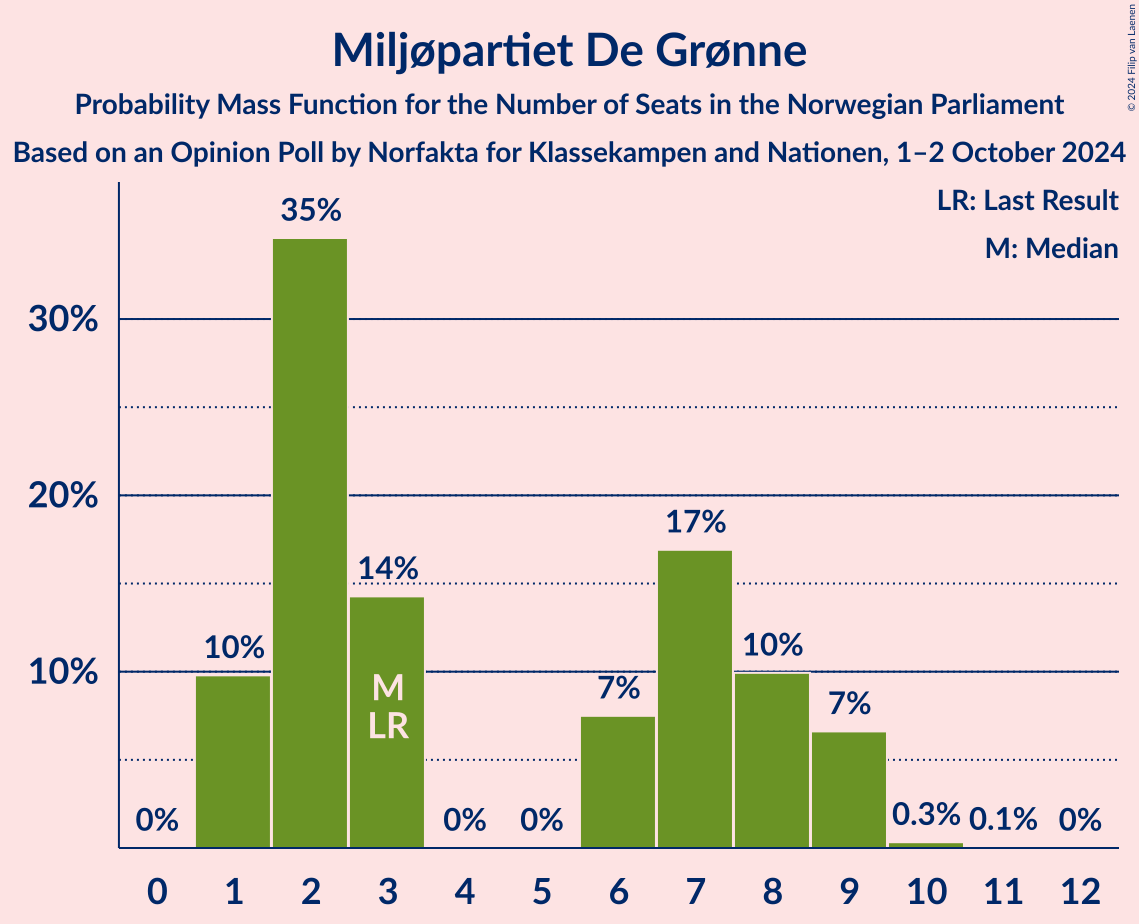 Miljøpartiet De Grønne
Probability Mass Function for the Number of Seats in the Norwegian Parliament
Based on an Opinion Poll by Norfakta for Klassekampen and Nationen, 1–2 October 2024
© 2024 Filip van Laenen
LR: Last Result
M: Median
30%
20%
10%
0%
10%
35%
14%
M
LR
0%
0%
7%
17%
10%
7%
0.3%
0.1%
0%
0 1 2 3 4 5 6 7 8 9 10 11 12